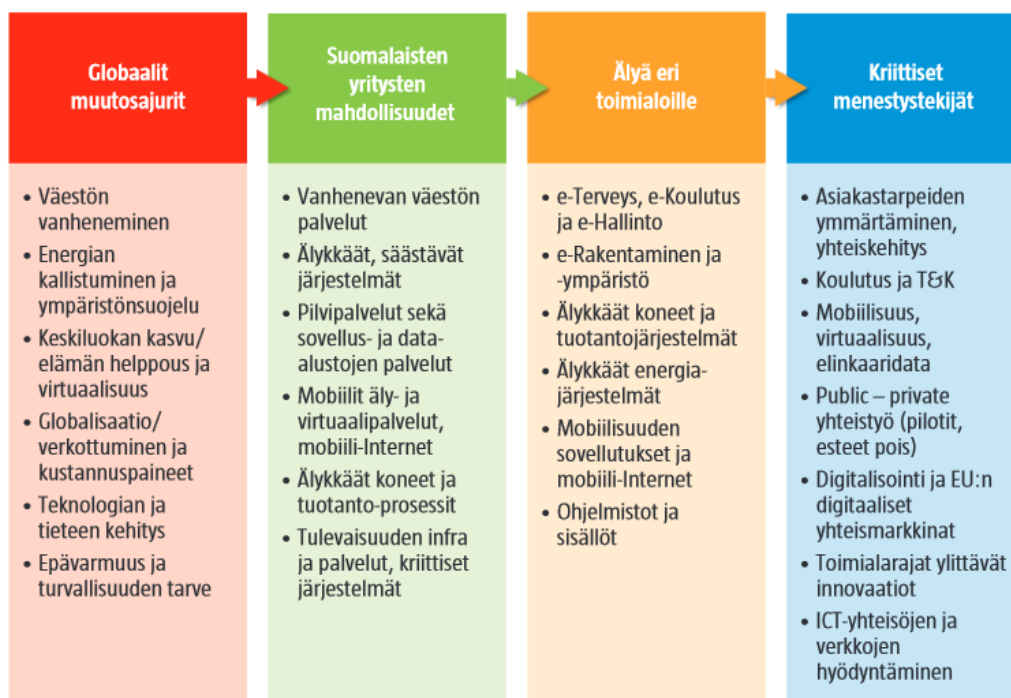 Globaalit
muutosajurit
Suomalaisten
yritysten
mahdollisuudet
Älyä eri
toimialoille
Kriittiset
menestystekijät
• Väestön
vanheneminen
• Energian
kallistuminen ja
ympäristönsuojelu
• Keskiluokan kasvu/
elämän helppous ja
virtuaalisuus
• Globalisaatio/
verkottuminen ja
kustannuspaineet
• Teknologian ja
tieteen kehitys
• Epävarmuus ja
turvallisuuden tarve
• Vanhenevan väestön
palvelut
• Älykkäät, säästävät
järjestelmät
• Pilvipalvelut sekä
sovellus- ja data-
alustojen palvelut
• Mobiilit äly- ja
virtuaalipalvelut,
mobiili-Internet
• Älykkäät koneet ja
tuotanto-prosessit
• Tulevaisuuden infra
ja palvelut, kriittiset
järjestelmät
• e-Terveys, e-Koulutus
ja e-Hallinto
• e-Rakentaminen ja
-ympäristö
• Älykkäät koneet ja
tuotantojärjestelmät
• Älykkäät energia-
järjestelmät
• Mobiilisuuden
sovellutukset ja
mobiili-Internet
• Ohjelmistot ja
sisällöt
• Asiakastarpeiden
ymmärtäminen,
yhteiskehitys
• Koulutus ja T&K
• Mobiilisuus,
virtuaalisuus,
elinkaaridata
• Public – private
yhteistyö (pilotit,
esteet pois)
• Digitalisointi ja EU:n
digitaaliset
yhteismarkkinat
• Toimialarajat ylittävät
innovaatiot
• ICT-yhteisöjen ja
verkkojen
hyödyntäminen